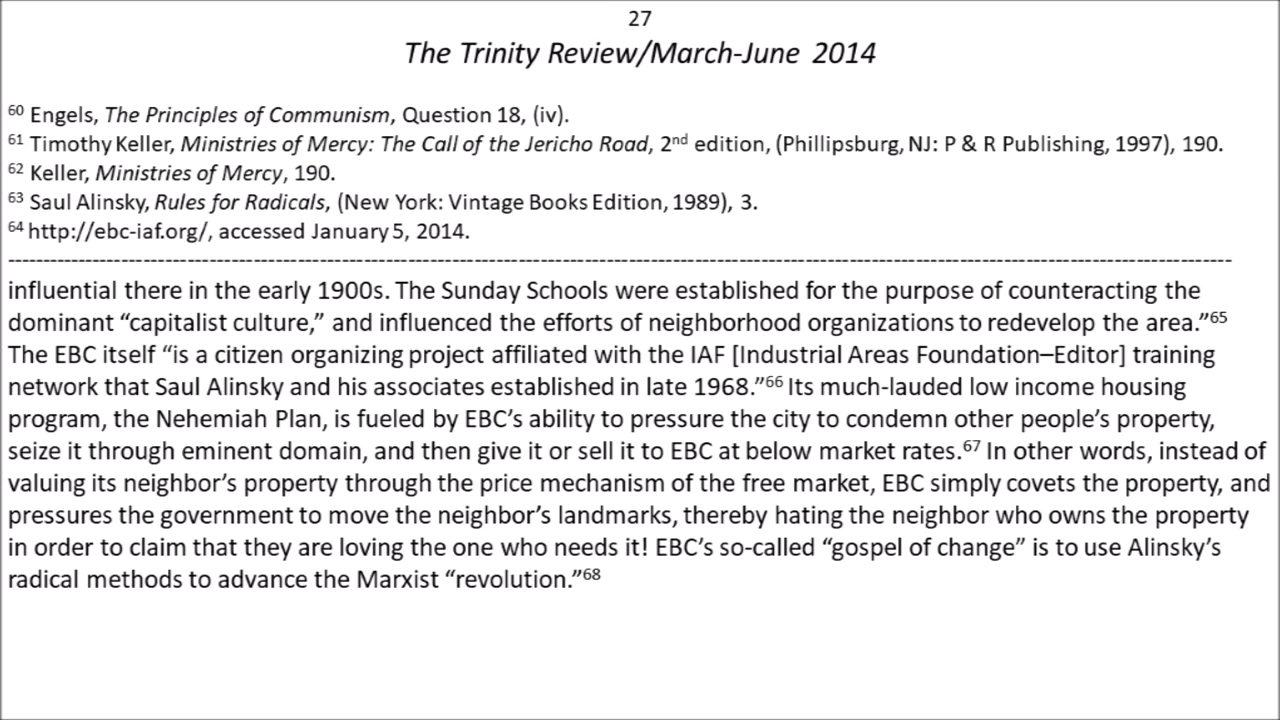 27
The Trinity Review/March-June 2014
60 Engels, The Principles of Communism, Question 18, (iv).
61 Timothy Keller, Ministries of Mercy: The Call of the Jericho Road, 2nd edition, (Phillipsburg, NJ: P & R Publishing, 1997), 190.
62 Keller, Ministries of Mercy, 190.
63 Saul Alinsky, Rules for Radicals, (New York: Vintage Books Edition, 1989), 3.
64 http://ebc-iaf.org/, accessed January 5, 2014.
--------------------------------------------------------------------------------------------------------------------------------------------------------------
influential there in the early 1900s. The Sunday Schools were established for the purpose of counteracting the
dominant “capitalist culture,” and influenced the efforts of neighborhood organizations to redevelop the area.”65
The EBC itself “is a citizen organizing project affiliated with the IAF [Industrial Areas Foundation–Editor] training
network that Saul Alinsky and his associates established in late 1968.”66 Its much-lauded low income housing
program, the Nehemiah Plan, is fueled by EBC’s ability to pressure the city to condemn other people’s property,
seize it through eminent domain, and then give it or sell it to EBC at below market rates.67 In other words, instead of
valuing its neighbor’s property through the price mechanism of the free market, EBC simply covets the property, and
pressures the government to move the neighbor’s landmarks, thereby hating the neighbor who owns the property
in order to claim that they are loving the one who needs it! EBC’s so-called “gospel of change” is to use Alinsky’s
radical methods to advance the Marxist “revolution.”68